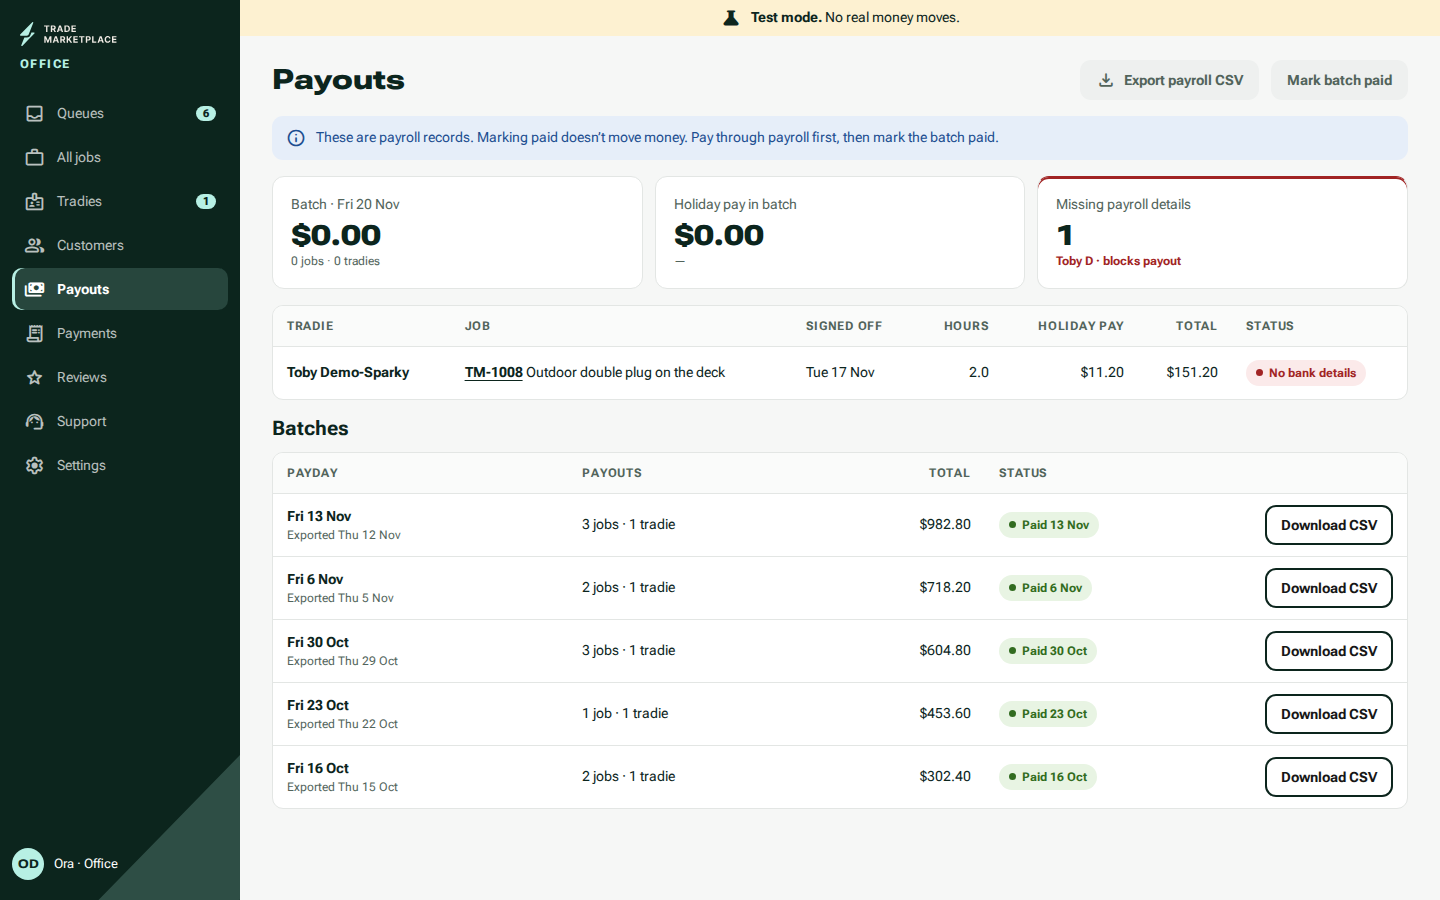 TRADE
MARKETPLACE
OFFICE
Queues 6
All jobs
Tradies 1
Customers
Payouts
Payments
Reviews
Support
Settings
OD Ora · Office
Test mode. No real money moves.
Payouts
Export payroll CSV
Mark batch paid
These are payroll records. Marking paid doesn't move money. Pay through payroll first, then mark the batch paid.
Batch · Fri 20 Nov
$0.00
0 jobs · 0 tradies
Holiday pay in batch
$0.00
—
Missing payroll details
1
Toby D · blocks payout
TRADIE JOB SIGNED OFF HOURS HOLIDAY PAY TOTAL STATUS
Toby Demo-Sparky TM-1008 Outdoor double plug on the deck Tue 17 Nov 2.0 $11.20 $151.20 No bank details
Batches
PAYDAY PAYOUTS TOTAL STATUS
Fri 13 Nov
Exported Thu 12 Nov
3 jobs · 1 tradie $982.80 Paid 13 Nov Download CSV
Fri 6 Nov
Exported Thu 5 Nov
2 jobs · 1 tradie $718.20 Paid 6 Nov Download CSV
Fri 30 Oct
Exported Thu 29 Oct
3 jobs · 1 tradie $604.80 Paid 30 Oct Download CSV
Fri 23 Oct
Exported Thu 22 Oct
1 job · 1 tradie $453.60 Paid 23 Oct Download CSV
Fri 16 Oct
Exported Thu 15 Oct
2 jobs · 1 tradie $302.40 Paid 16 Oct Download CSV